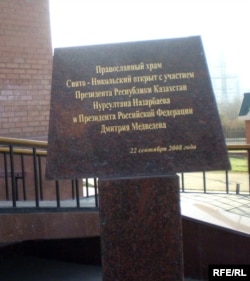 Православный храм
Свято - Никольский открыт с участием
Президента Республики Казахстан
Нурсултана Назарбаева
и Президента Российской Федерации
Дмитрия Медведева
22 сентября 2008 года
RFE/RL